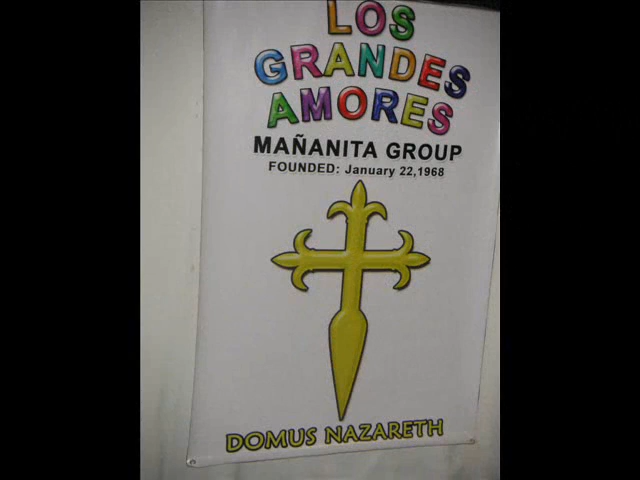 LOS
GRANDES
AMORES
MAÑANITA GROUP
FOUNDED: January 22,1968
DOMUS NAZARETH